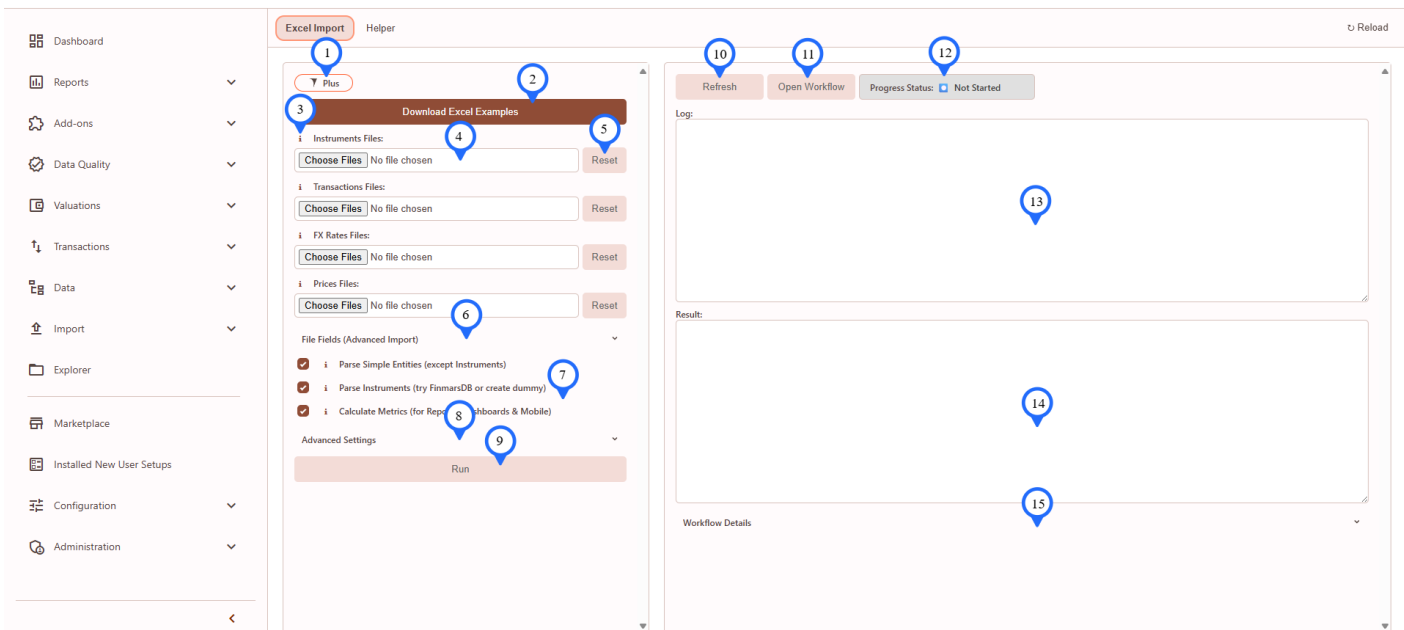 Dashboard
Reports
Add-ons
Data Quality
Valuations
Transactions
Data
Import
Explorer
Marketplace
Installed New User Setups
Configuration
Administration
Excel Import
Helper
Reload
1
Plus
2
Download Excel Examples
3
4
5
i Instruments Files:
Choose Files No file chosen
Reset
i Transactions Files:
Choose Files No file chosen
Reset
i FX Rates Files:
Choose Files No file chosen
Reset
i Prices Files:
Choose Files No file chosen
Reset
6
File Fields (Advanced Import)
i Parse Simple Entities (except Instruments)
7
i Parse Instruments (try FinmarsDB or create dummy)
i Calculate Metrics (for Repo shboards & Mobile)
8
Advanced Settings
9
Run
10
11
12
Refresh
Open Workflow
Progress Status: Not Started
Log:
13
Result:
14
15
Workflow Details